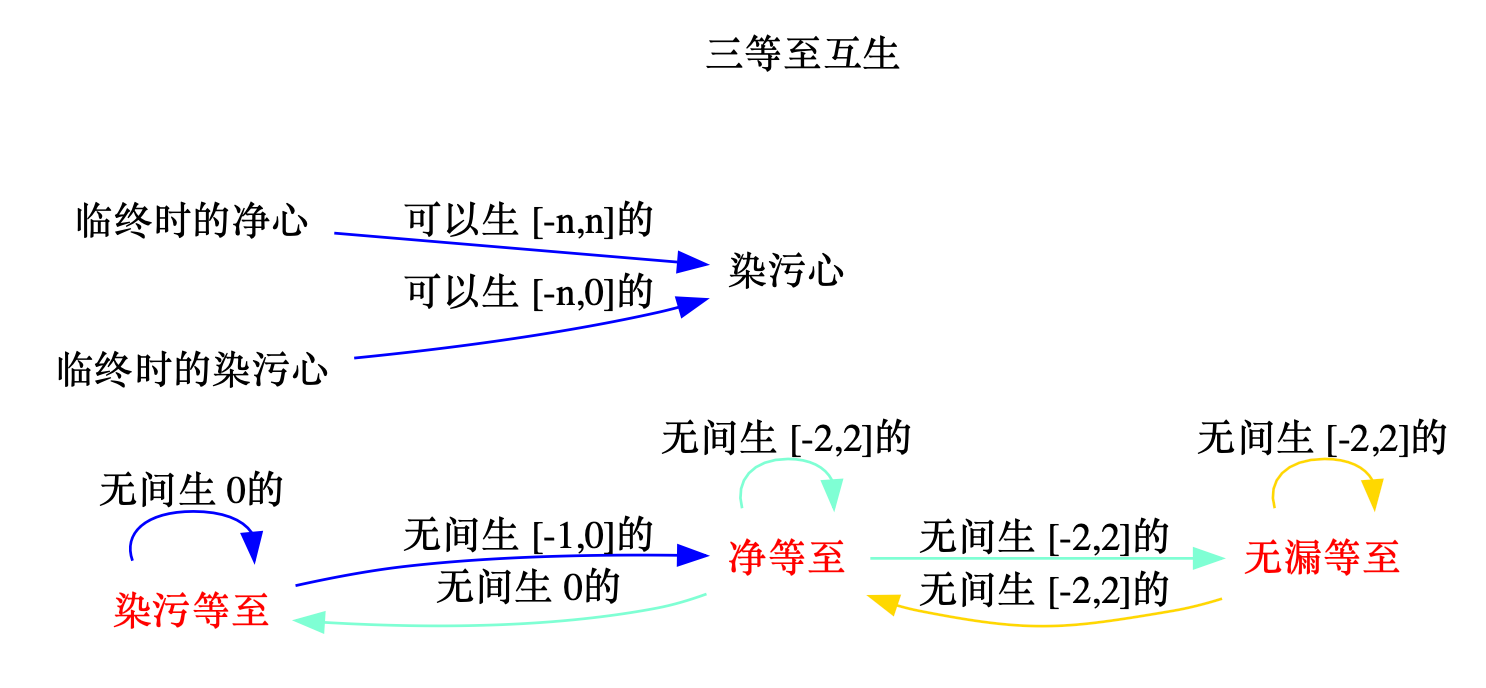 三等至互生
临终时的净心
可以生 [-n,n]的
染污心
可以生 [-n,0]的
临终时的染污心
无间生 [-2,2]的
无间生 [-2,2]的
无间生 0的
无间生 [-1,0]的
无间生 [-2,2]的
净等至
无漏等至
无间生 0的
无间生 [-2,2]的
染污等至